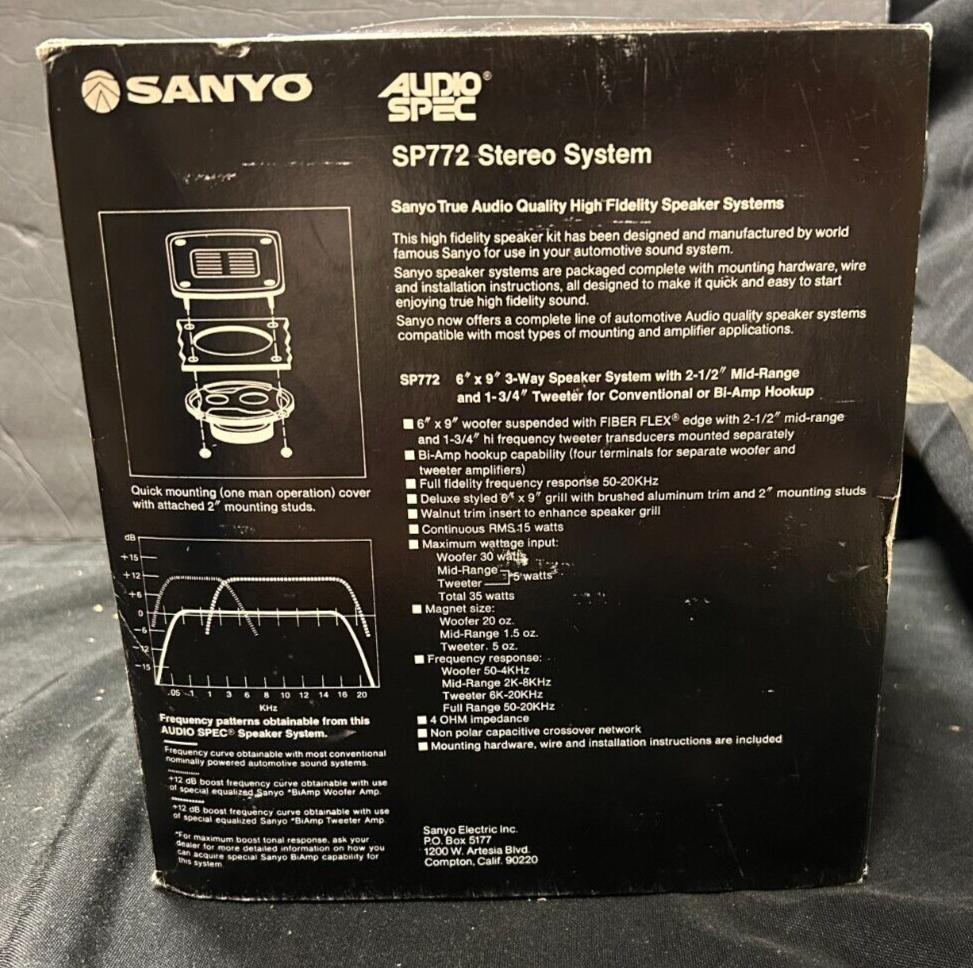 SANYO
AUDIO SPEC®
SP772 Stereo System
Sanyo True Audio Quality High Fidelity Speaker Systems
This high fidelity speaker kit has been designed and manufactured by world
famous Sanyo for use in your automotive sound system.
Sanyo speaker systems are packaged complete with mounting hardware, wire
and installation instructions, all designed to make it quick and easy to start
enjoying true high fidelity sound.
Sanyo now offers a complete line of automotive Audio quality speaker systems
compatible with most types of mounting and amplifier applications.
SP772 6" x 9" 3-Way Speaker System with 2-1/2" Mid-Range
and 1-3/4" Tweeter for Conventional or Bi-Amp Hookup
■ 6" x 9" woofer suspended with FIBER FLEX® edge with 2-1/2" mid-range
and 1-3/4" hi frequency tweeter transducers mounted separately
■ Bi-Amp hookup capability (four terminals for separate woofer and
tweeter amplifiers)
■ Full fidelity frequency response 50-20KHz
■ Deluxe styled 6" x 9" grill with brushed aluminum trim and 2" mounting studs
■ Walnut trim insert to enhance speaker grill
■ Continuous RMS 15 watts
■ Maximum wattage input:
Woofer 30 watts
Mid-Range
5 watts
Tweeter
Total 35 watts
■ Magnet size:
Woofer 20 oz.
Mid-Range 1.5 oz.
Tweeter. 5 oz.
■ Frequency response:
Woofer 50-4KHz
Mid-Range 2K-8KHz
Tweeter 6K-20KHz
Full Range 50-20KHz
■ 4 OHM impedance
■ Non polar capacitive crossover network
■ Mounting hardware, wire and installation instructions are included
Sanyo Electric Inc.
P.O. Box 5177
1200 W. Artesia Blvd.
Compton, Calif. 90220
Quick mounting (one man operation) cover
with attached 2" mounting studs.
dB
+15
+12
+6
0
-6
-12
-15
.05 .1 1 3 6 8 10 12 14 16 20
KHz
Frequency patterns obtainable from this
AUDIO SPEC® Speaker System.
Frequency curve obtainable with most conventional
nominally powered automotive sound systems.
+12 dB boost frequency curve obtainable with use
of special equalized Sanyo *BiAmp Woofer Amp.
+12 dB boost frequency curve obtainable with use
of special equalized Sanyo *BiAmp Tweeter Amp.
*For maximum boost tonal response, ask your
dealer for more detailed information on how you
can acquire special Sanyo BiAmp capability for
this system.